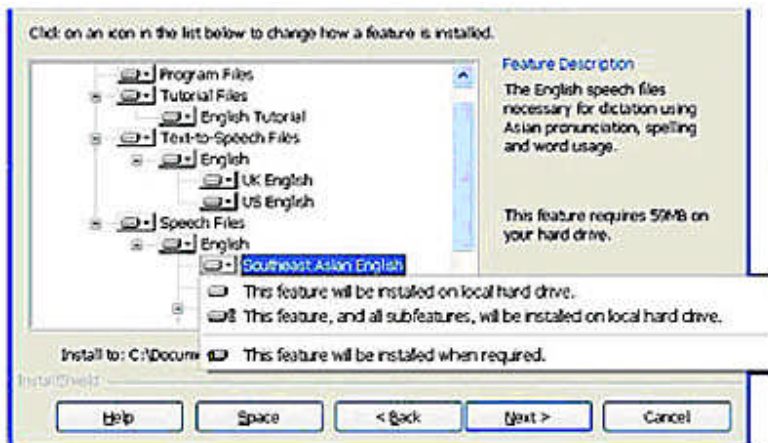 Click on an icon in the list below to change how a feature is installed.
Program Files
Tutorial Files
English Tutorial
Text-to-Speech Files
English
UK English
US English
Speech Files
English
Southeast Asian English
Feature Description
The English speech files
necessary for dictation using
Asian pronunciation, spelling
and word usage.
This feature requires 59MB on
your hard drive.
This feature will be installed on local hard drive.
This feature, and all subfeatures, will be installed on local hard drive.
This feature will be installed when required.
Install to: C:\Docum
InstallShield
Help
Space
< Back
Next >
Cancel